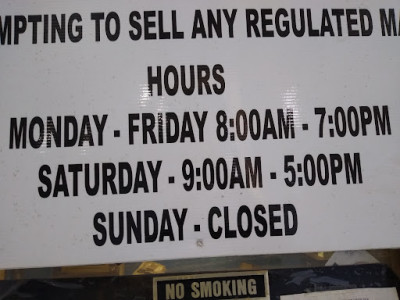 MPTING TO SELL ANY REGULATED MA
HOURS
MONDAY - FRIDAY 8:00AM - 7:00PM
SATURDAY - 9:00AM - 5:00PM
SUNDAY - CLOSED
NO SMOKING